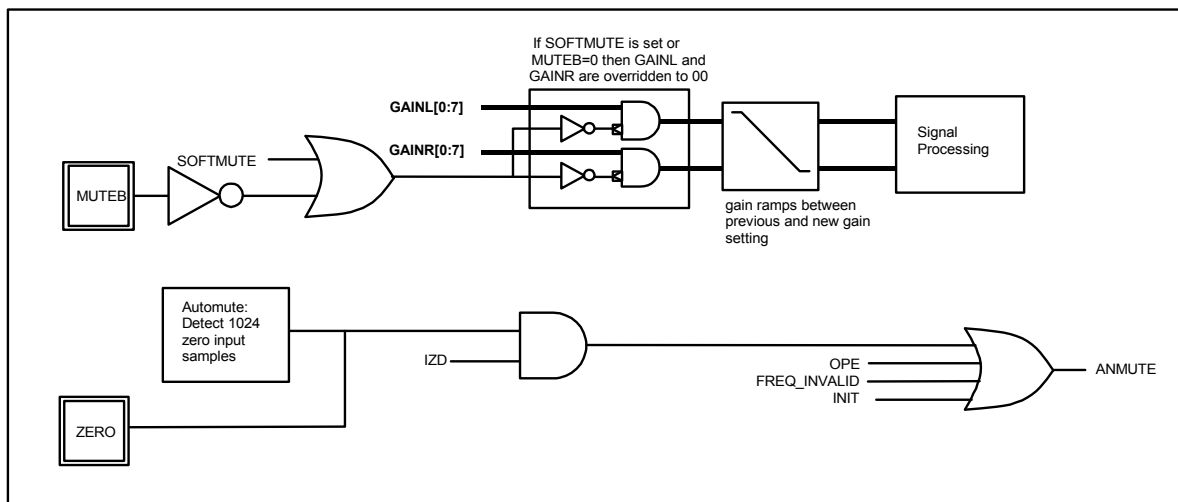 If SOFTMUTE is set or
MUTEB=0 then GAINL and
GAINR are overridden to 00
GAINL[0:7]
GAINR[0:7]
SOFTMUTE
MUTEB
Signal
Processing
gain ramps between
previous and new gain
setting
Automute:
Detect 1024
zero input
samples
IZD
OPE
FREQ_INVALID
INIT
ANMUTE
ZERO